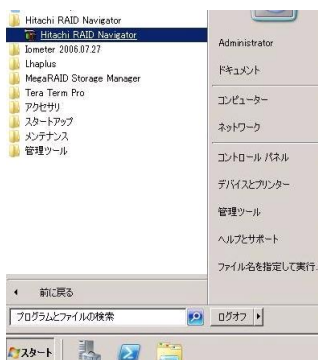 Hitachi RAID Navigator
Hitachi RAID Navigator
Iometer 2006.07.27
Lhaplus
MegaRAID Storage Manager
Tera Term Pro
アクセサリ
スタートアップ
メンテナンス
管理ツール
前に戻る
プログラムとファイルの検索
Administrator
ドキュメント
コンピューター
ネットワーク
コントロール パネル
デバイスとプリンター
管理ツール
ヘルプとサポート
ファイル名を指定して実行
ログオフ
スタート